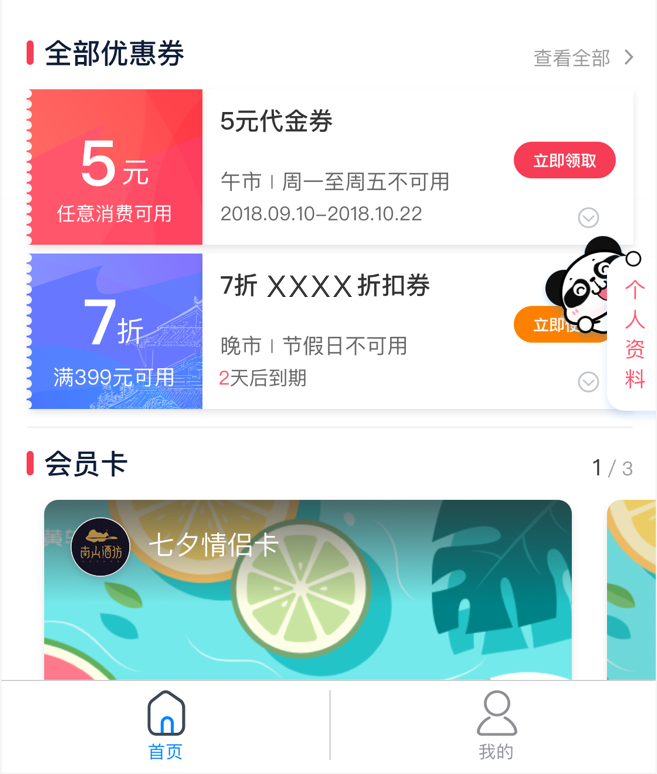 全部优惠券
查看全部
5元
任意消费可用
5元代金券
午市 | 周一至周五不可用
2018.09.10-2018.10.22
立即领取
7折
满399元可用
7折 XXXX折扣券
晚市 | 节假日不可用
2天后到期
立即
个人资料
会员卡
1 / 3
南山酒坊
七夕情侣卡
首页
我的